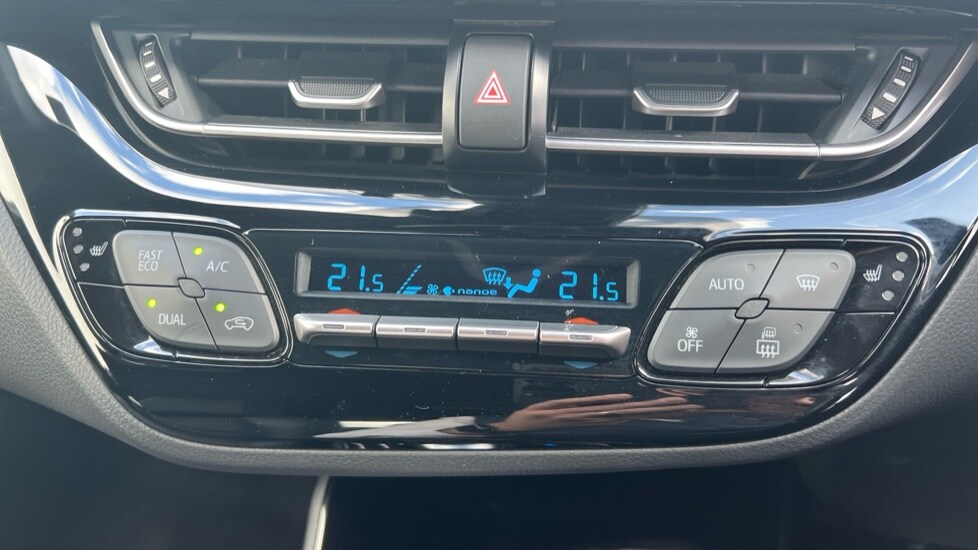 FAST
ECO
A/C
DUAL
21.5
nanoe
21.5
AUTO
OFF